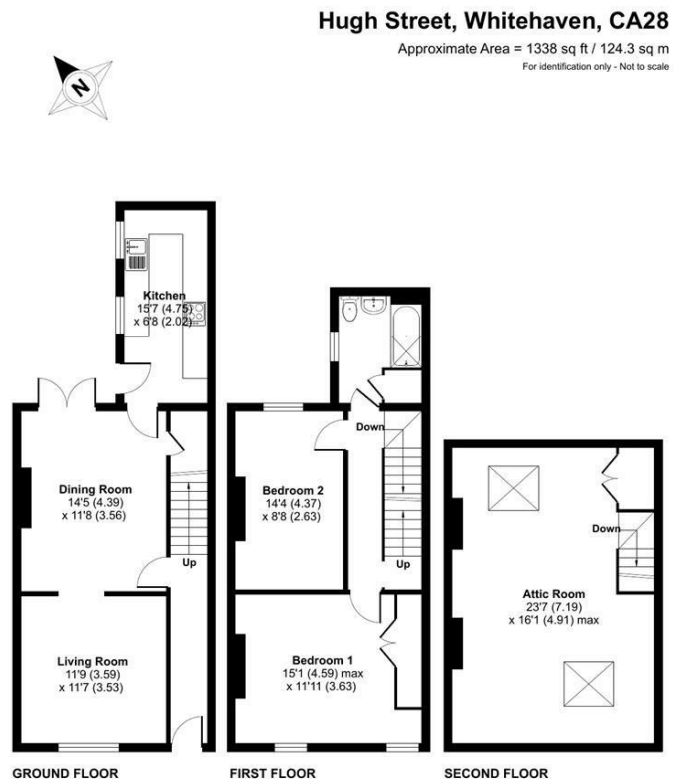 Hugh Street, Whitehaven, CA28
Approximate Area = 1338 sq ft / 124.3 sq m
For identification only - Not to scale
N
Kitchen
15'7 (4.75)
x 6'8 (2.02)
Dining Room
14'5 (4.39)
x 11'8 (3.56)
Up
Living Room
11'9 (3.59)
x 11'7 (3.53)
GROUND FLOOR
Down
Bedroom 2
14'4 (4.37)
x 8'8 (2.63)
Up
Bedroom 1
15'1 (4.59) max
x 11'11 (3.63)
FIRST FLOOR
Down
Attic Room
23'7 (7.19)
x 16'1 (4.91) max
SECOND FLOOR